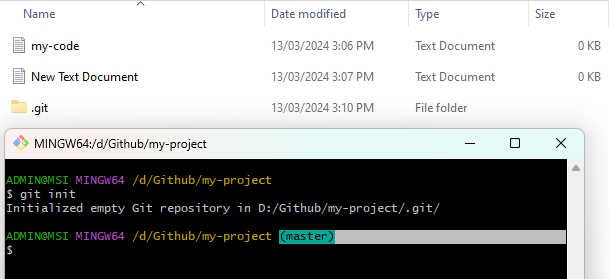 Name Date modified Type Size
my-code 13/03/2024 3:06 PM Text Document 0 KB
New Text Document 13/03/2024 3:07 PM Text Document 0 KB
.git 13/03/2024 3:10 PM File folder
MINGW64:/d/Github/my-project
ADMIN@MSI MINGW64 /d/Github/my-project
$ git init
Initialized empty Git repository in D:/Github/my-project/.git/
ADMIN@MSI MINGW64 /d/Github/my-project (master)
$